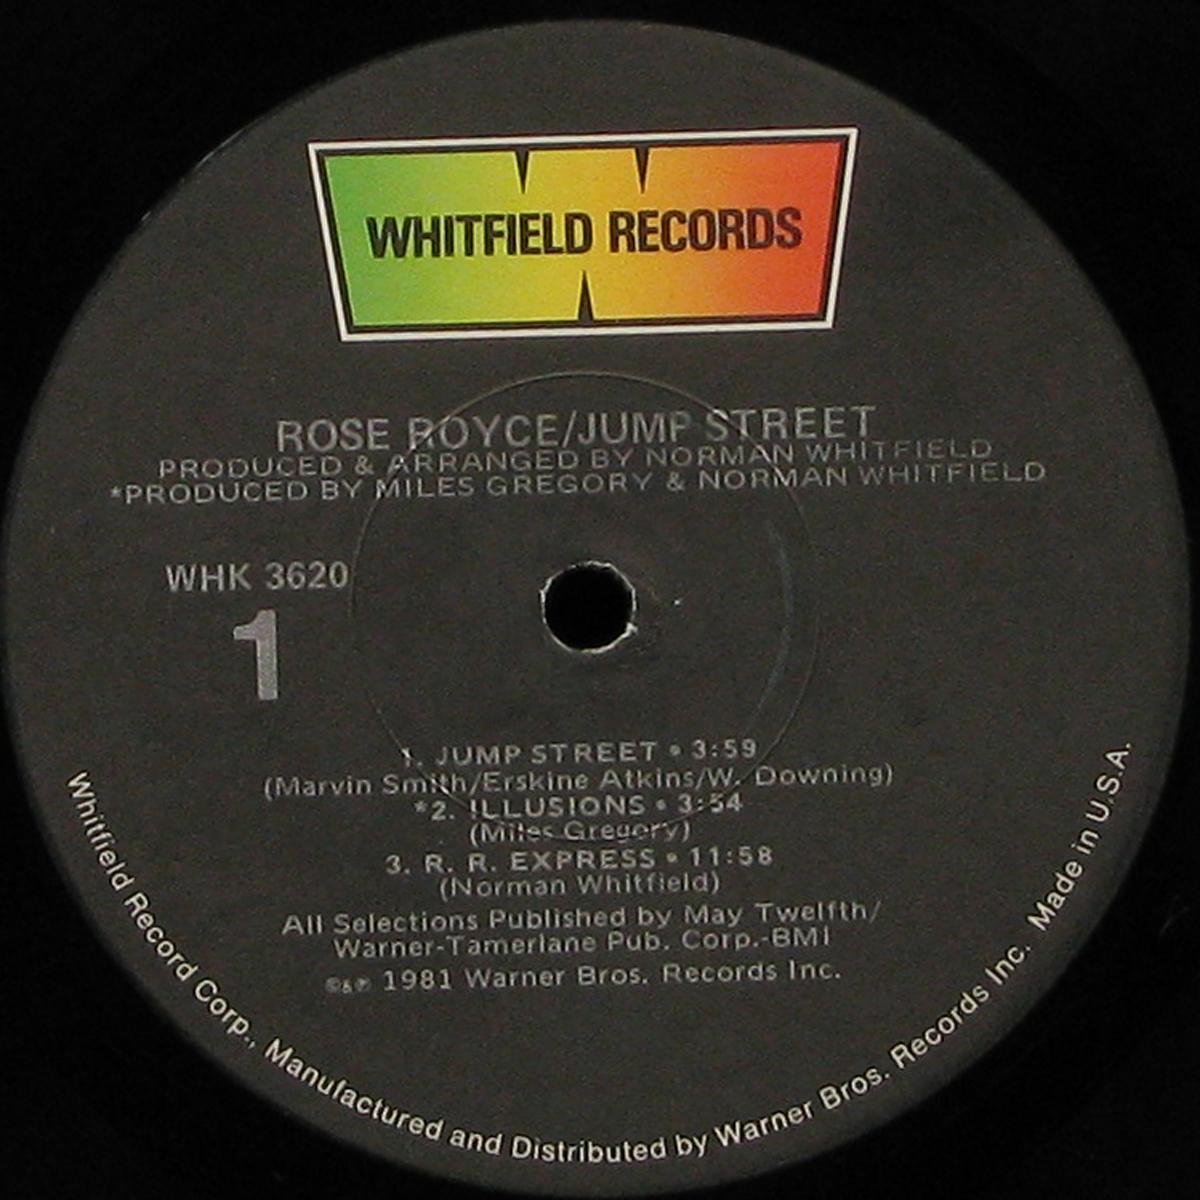 WHITFIELD RECORDS
ROSE ROYCE/JUMP STREET
PRODUCED & ARRANGED BY NORMAN WHITFIELD
*PRODUCED BY MILES GREGORY & NORMAN WHITFIELD
WHK 3620
1
1. JUMP STREET • 3:59
(Marvin Smith/Erskine Atkins/W. Downing)
*2. ILLUSIONS • 3:54
(Miles Gregory)
3. R. R. EXPRESS • 11:58
(Norman Whitfield)
All Selections Published by May Twelfth/
Warner-Tamerlane Pub. Corp.-BMI
©&℗ 1981 Warner Bros. Records Inc.
Whitfield Record Corp., Manufactured and Distributed by Warner Bros. Records Inc. Made in U.S.A.